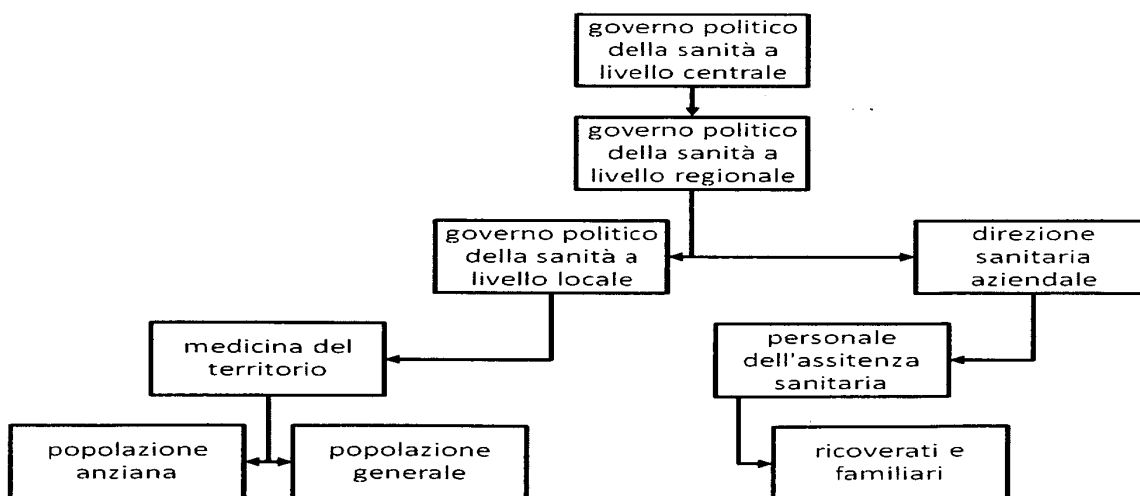 governo politico
della sanità a
livello centrale
governo politico
della sanità a
livello regionale
governo politico
della sanità a
livello locale
direzione
sanitaria
aziendale
medicina del
territorio
personale
dell'assitenza
sanitaria
popolazione
anziana
popolazione
generale
ricoverati e
familiari